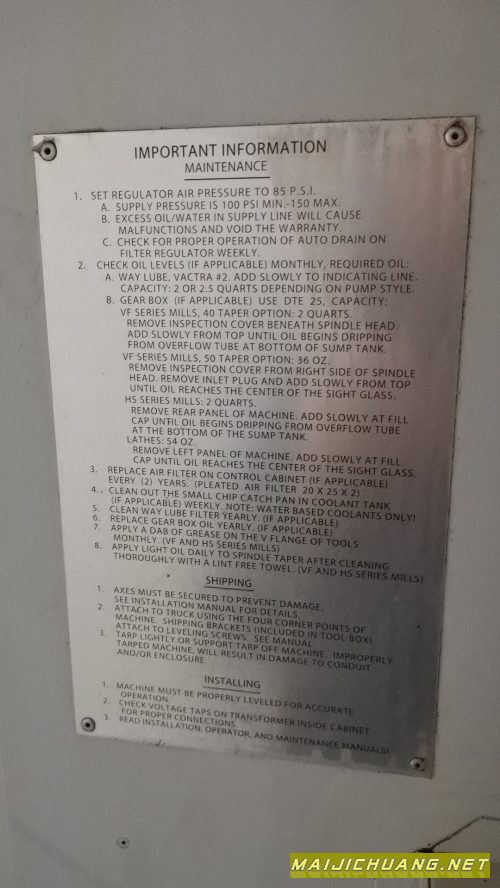 IMPORTANT INFORMATION
MAINTENANCE
1. SET REGULATOR AIR PRESSURE TO 85 P.S.I.
A. SUPPLY PRESSURE IS 100 PSI MIN.-150 MAX.
B. EXCESS OIL/WATER IN SUPPLY LINE WILL CAUSE
MALFUNCTIONS AND VOID THE WARRANTY.
C. CHECK FOR PROPER OPERATION OF AUTO DRAIN ON
FILTER REGULATOR WEEKLY.
2. CHECK OIL LEVELS (IF APPLICABLE) MONTHLY, REQUIRED OIL:
A. WAY LUBE, VACTRA #2. ADD SLOWLY TO INDICATING LINE.
CAPACITY: 2 OR 2.5 QUARTS DEPENDING ON PUMP STYLE.
B. GEAR BOX (IF APPLICABLE) USE DTE 25, CAPACITY:
VF SERIES MILLS, 40 TAPER OPTION: 2 QUARTS.
REMOVE INSPECTION COVER BENEATH SPINDLE HEAD.
ADD SLOWLY FROM TOP UNTIL OIL BEGINS DRIPPING
FROM OVERFLOW TUBE AT BOTTOM OF SUMP TANK.
VF SERIES MILLS, 50 TAPER OPTION: 36 OZ.
REMOVE INSPECTION COVER FROM RIGHT SIDE OF SPINDLE
HEAD. REMOVE INLET PLUG AND ADD SLOWLY FROM TOP
UNTIL OIL REACHES THE CENTER OF THE SIGHT GLASS.
HS SERIES MILLS: 2 QUARTS.
REMOVE REAR PANEL OF MACHINE. ADD SLOWLY AT FILL
CAP UNTIL OIL BEGINS DRIPPING FROM OVERFLOW TUBE
AT THE BOTTOM OF THE SUMP TANK.
LATHES: 54 OZ.
REMOVE LEFT PANEL OF MACHINE. ADD SLOWLY AT FILL
CAP UNTIL OIL REACHES THE CENTER OF THE SIGHT GLASS.
3. REPLACE AIR FILTER ON CONTROL CABINET (IF APPLICABLE)
EVERY (2) YEARS. (PLEATED AIR FILTER 20 X 25 X 2)
4. CLEAN OUT THE SMALL CHIP CATCH PAN IN COOLANT TANK
(IF APPLICABLE) WEEKLY. NOTE: WATER BASED COOLANTS ONLY!
5. CLEAN WAY LUBE FILTER YEARLY. (IF APPLICABLE)
6. REPLACE GEAR BOX OIL YEARLY. (IF APPLICABLE)
7. APPLY A DAB OF GREASE ON THE V FLANGE OF TOOLS
MONTHLY. (VF AND HS SERIES MILLS)
8. APPLY LIGHT OIL DAILY TO SPINDLE TAPER AFTER CLEANING
THOROUGHLY WITH A LINT FREE TOWEL. (VF AND HS SERIES MILLS)
SHIPPING
1. AXES MUST BE SECURED TO PREVENT DAMAGE.
SEE INSTALLATION MANUAL FOR DETAILS.
2. ATTACH TO TRUCK USING THE FOUR CORNER POINTS OF
MACHINE. SHIPPING BRACKETS (INCLUDED IN TOOL BOX)
ATTACH TO LEVELING SCREWS. SEE MANUAL.
3. TARP LIGHTLY OR SUPPORT TARP OFF MACHINE. IMPROPERLY
TARPED MACHINE, WILL RESULT IN DAMAGE TO CONDUIT
AND/OR ENCLOSURE.
INSTALLING
1. MACHINE MUST BE PROPERLY LEVELED FOR ACCURATE
OPERATION.
2. CHECK VOLTAGE TAPS ON TRANSFORMER INSIDE CABINET
FOR PROPER CONNECTIONS.
3. READ INSTALLATION, OPERATOR, AND MAINTENANCE MANUALS!
MAIJICHUANG.NET